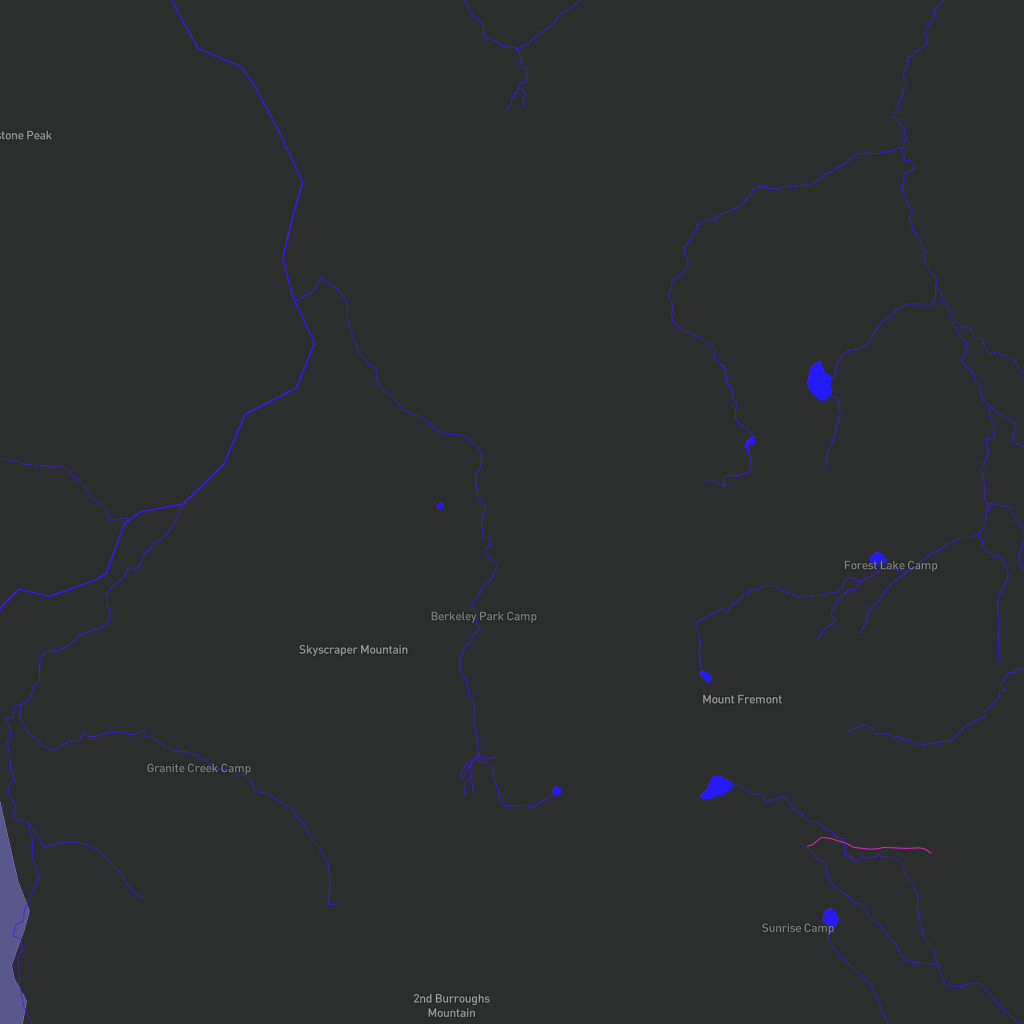 stone Peak
Forest Lake Camp
Berkeley Park Camp
Skyscraper Mountain
Mount Fremont
Granite Creek Camp
Sunrise Camp
2nd Burroughs
Mountain